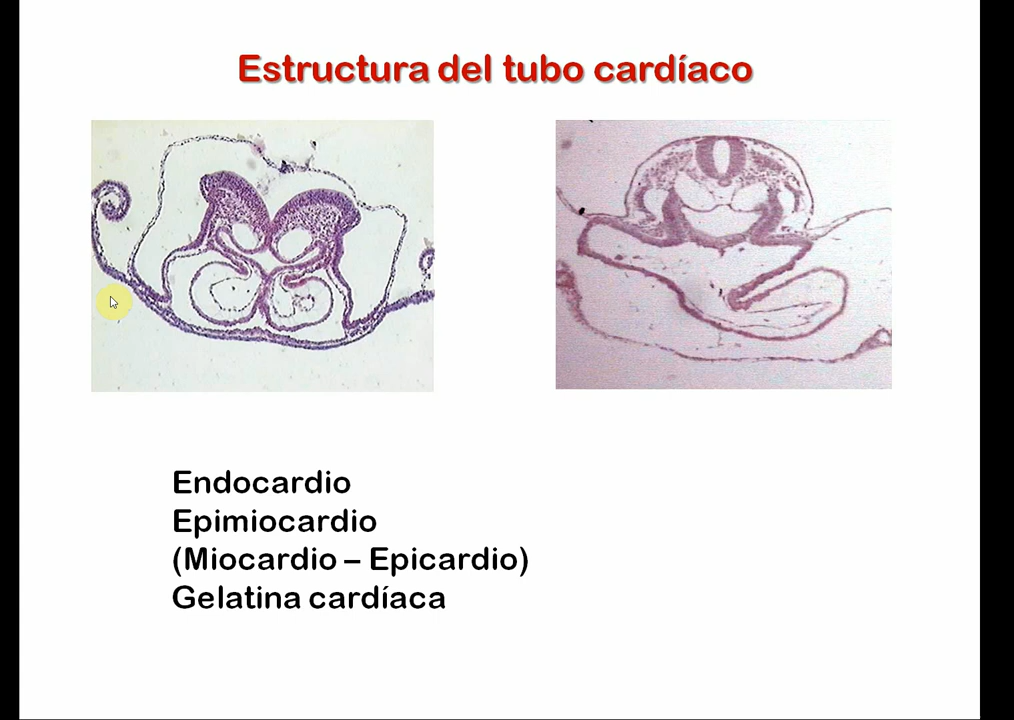 Estructura del tubo cardíaco
Endocardio
Epimiocardio
(Miocardio – Epicardio)
Gelatina cardíaca